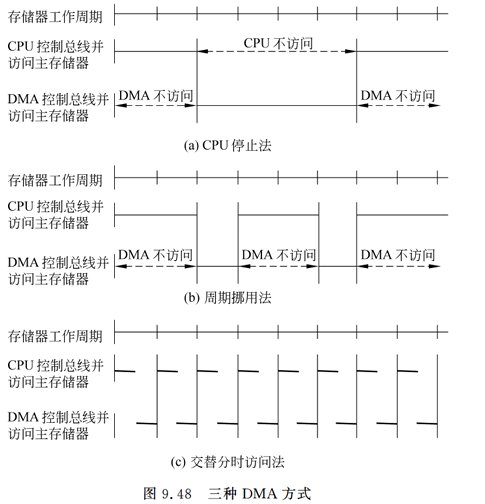 存储器工作周期
CPU 控制总线并
访问主存储器
CPU 不访问
DMA 控制总线并
访问主存储器
DMA 不访问
DMA 不访问
(a) CPU 停止法
存储器工作周期
CPU 控制总线并
访问主存储器
DMA 控制总线并
访问主存储器
DMA 不访问
DMA 不访问
DMA 不访问
(b) 周期挪用法
存储器工作周期
CPU 控制总线并
访问主存储器
DMA 控制总线并
访问主存储器
(c) 交替分时访问法
图 9.48 三种 DMA 方式